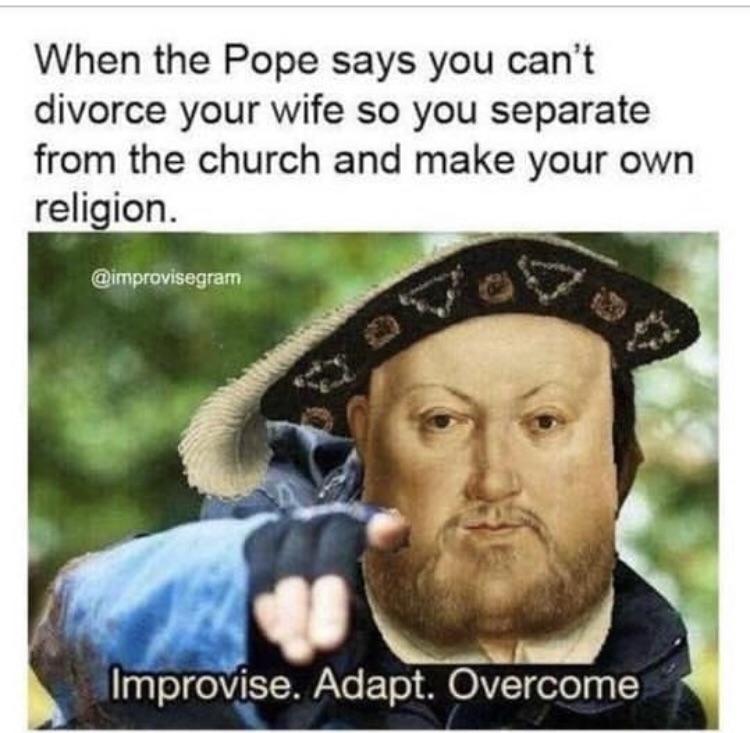 When the Pope says you can't
divorce your wife so you separate
from the church and make your own
religion.
@improvisegram
Improvise. Adapt. Overcome